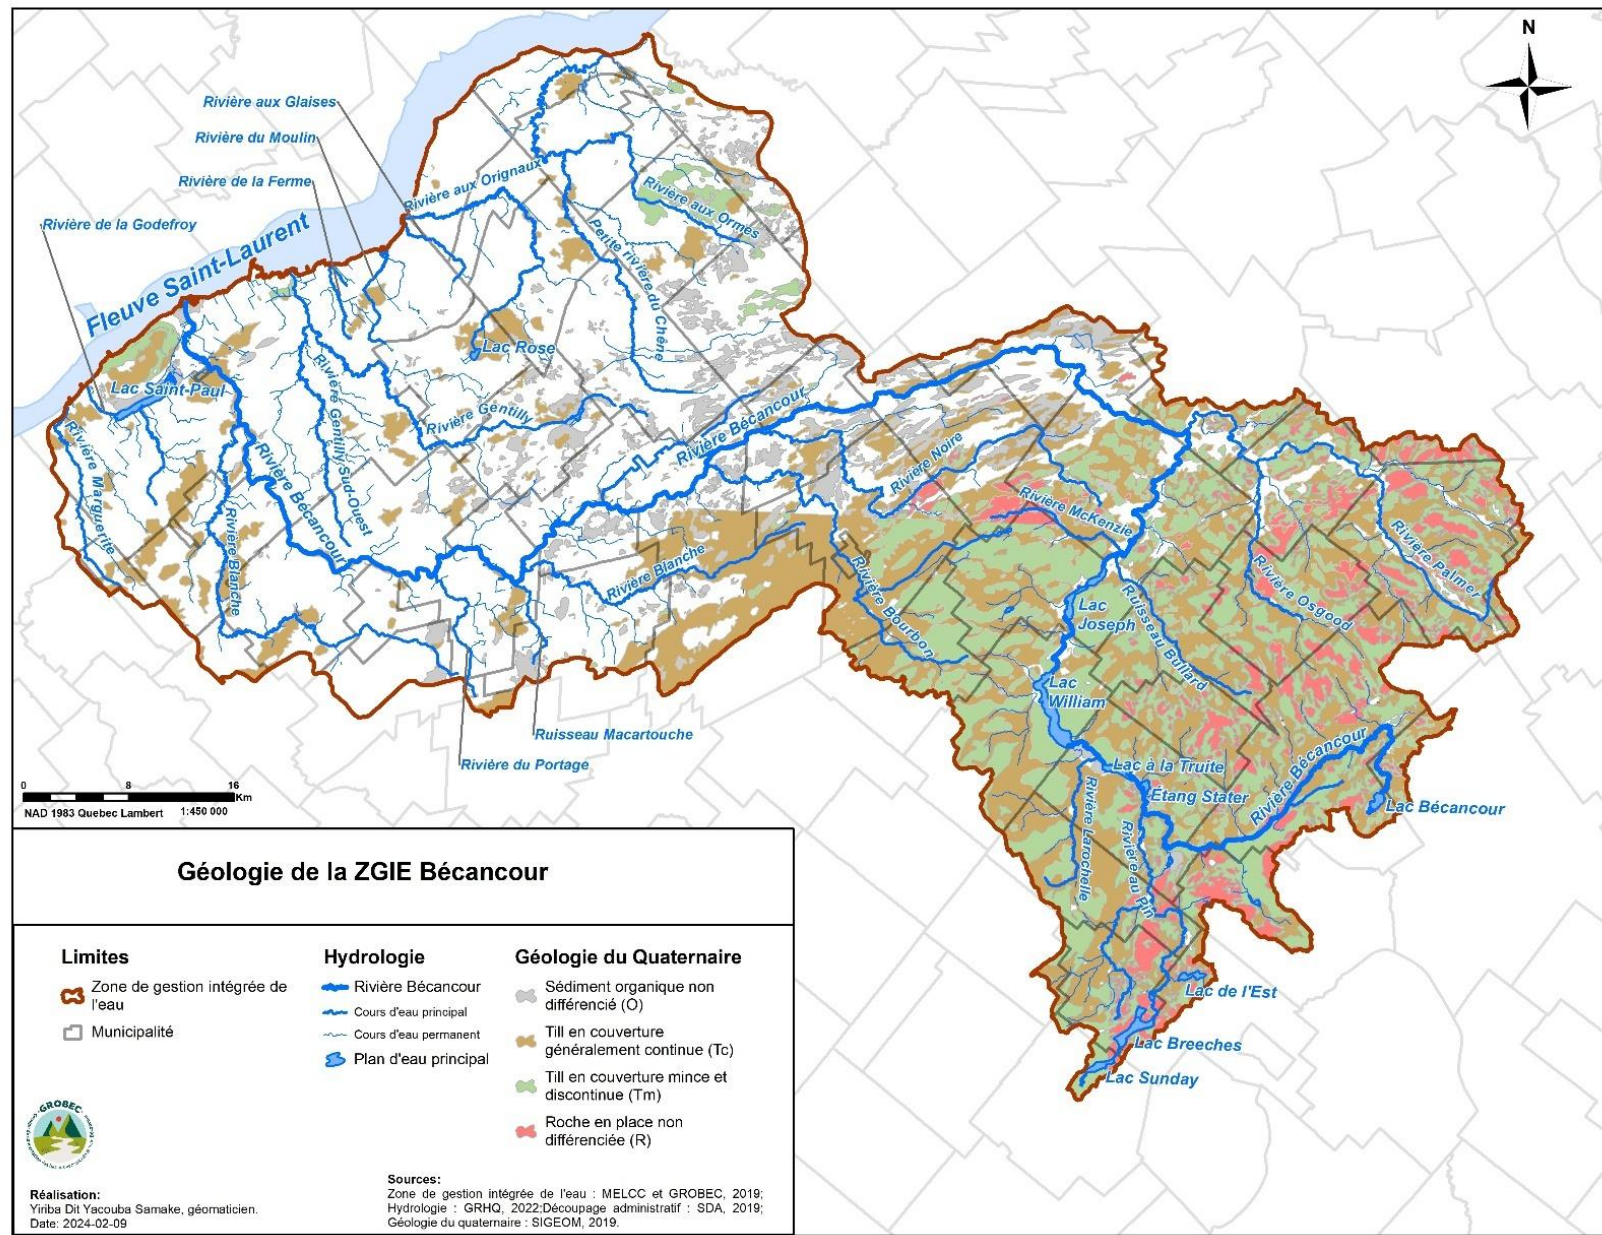 N
Rivière aux Glaises
Rivière du Moulin
Rivière de la Ferme
Rivière de la Godefroy
Fleuve Saint-Laurent
Rivière aux Orignaux
Rivière aux Ormes
Petite rivière du Chêne
Lac Rose
Lac Saint-Paul
Rivière Marguerite
Rivière Gentilly Sud-Ouest
Rivière Gentilly
Rivière Bécancour
Rivière Bécancour
Rivière Blanche
Rivière Blanche
Rivière Noire
Rivière McKenzie
Rivière Bourbon
Rivière Palmer
Rivière Osgood
Ruisseau Bullard
Lac
Joseph
Lac
William
Ruisseau Macartouche
Rivière du Portage
Lac à la Truite
Étang Stater
Rivière Bécancour
Lac Bécancour
Rivière Larochelle
Rivière au Pin
Lac de l'Est
Lac Breeches
Lac Sunday
0 8 16
Km
NAD 1983 Quebec Lambert 1:450 000
Géologie de la ZGIE Bécancour
Limites
Zone de gestion intégrée de
l'eau
Municipalité
Hydrologie
Rivière Bécancour
Cours d'eau principal
Cours d'eau permanent
Plan d'eau principal
Géologie du Quaternaire
Sédiment organique non
différencié (O)
Till en couverture
généralement continue (Tc)
Till en couverture mince et
discontinue (Tm)
Roche en place non
différenciée (R)
GROBEC
Réalisation:
Yiriba Dit Yacouba Samake, géomaticien.
Date: 2024-02-09
Sources:
Zone de gestion intégrée de l'eau : MELCC et GROBEC, 2019;
Hydrologie : GRHQ, 2022;Découpage administratif : SDA, 2019;
Géologie du quaternaire : SIGEOM, 2019.